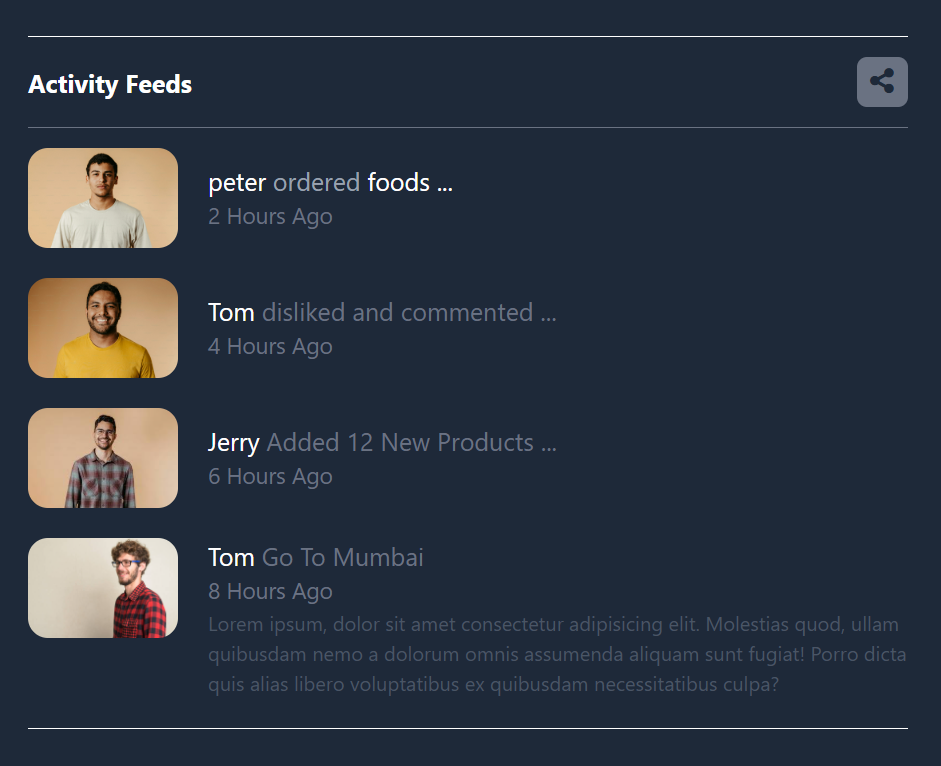 Activity Feeds
peter ordered foods ...
2 Hours Ago
Tom disliked and commented ...
4 Hours Ago
Jerry Added 12 New Products ...
6 Hours Ago
Tom Go To Mumbai
8 Hours Ago
Lorem ipsum, dolor sit amet consectetur adipisicing elit. Molestias quod, ullam
quibusdam nemo a dolorum omnis assumenda aliquam sunt fugiat! Porro dicta
quis alias libero voluptatibus ex quibusdam necessitatibus culpa?